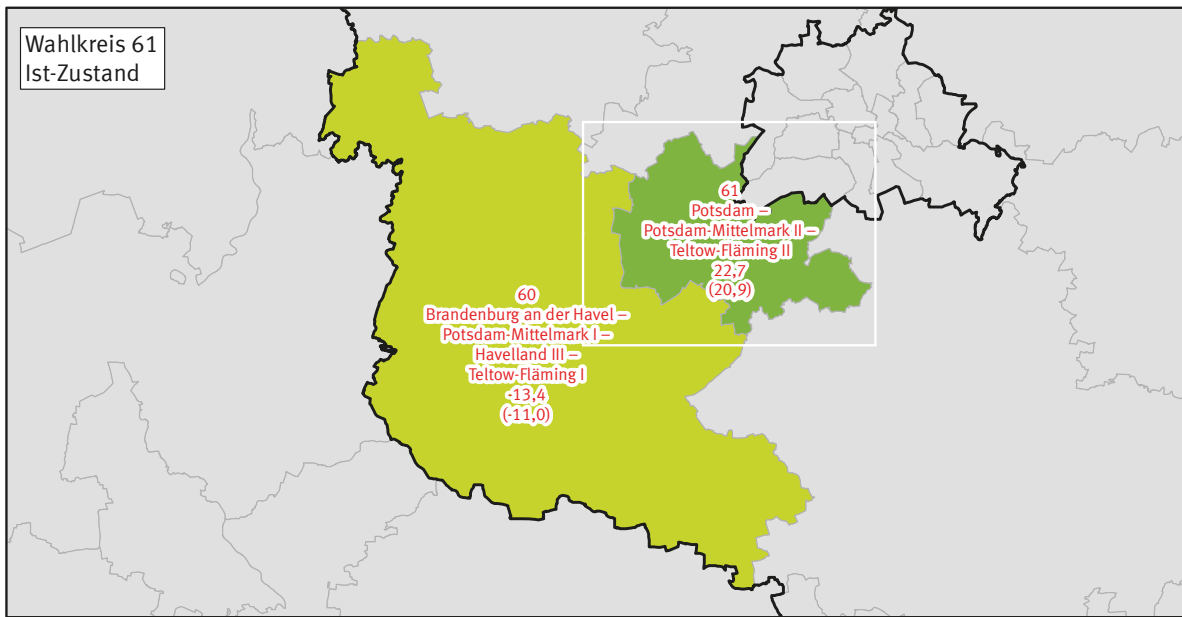 Wahlkreis 61
Ist-Zustand
61
Potsdam –
Potsdam-Mittelmark II –
Teltow-Fläming II
22,7
(20,9)
60
Brandenburg an der Havel –
Potsdam-Mittelmark I –
Havelland III –
Teltow-Fläming I
-13,4
(-11,0)